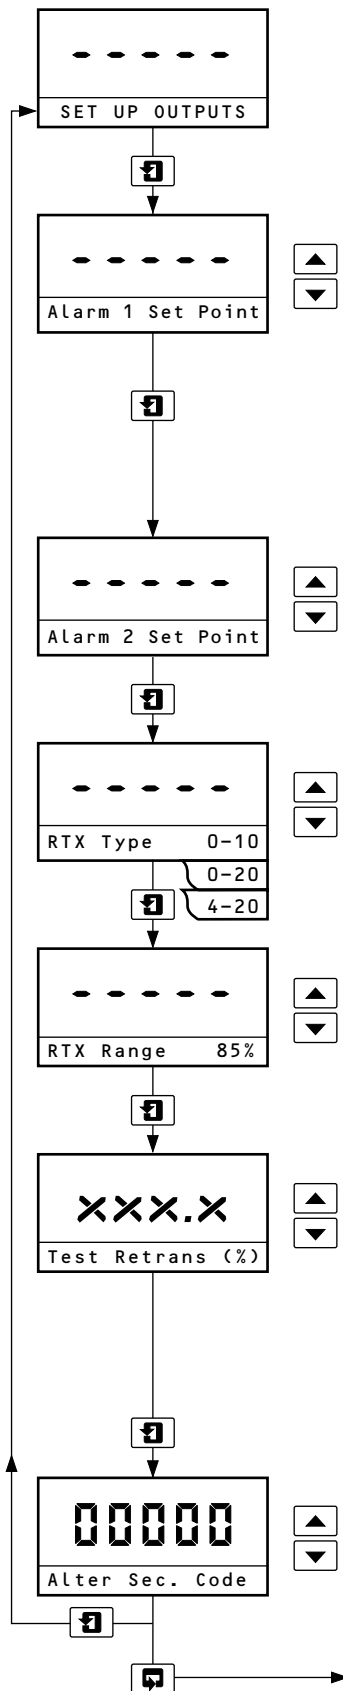 -----
SET UP OUTPUTS
-----
Alarm 1 Set Point
-----
Alarm 2 Set Point
-----
RTX Type 0-10
0-20
4-20
-----
RTX Range 85%
XXX.X
Test Retrans (%)
00000
Alter Sec. Code